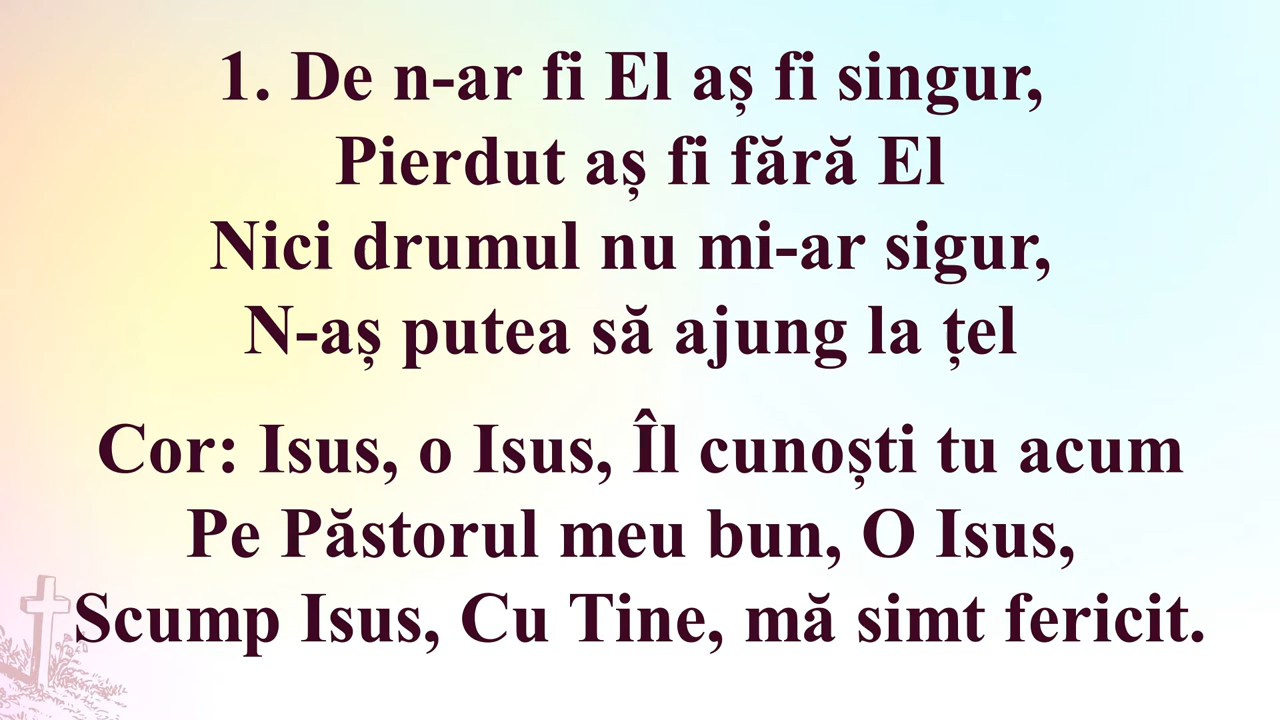 1. De n-ar fi El aș fi singur,
Pierdut aș fi fără El
Nici drumul nu mi-ar sigur,
N-aș putea să ajung la țel
Cor: Isus, o Isus, Îl cunoști tu acum
Pe Păstorul meu bun, O Isus,
Scump Isus, Cu Tine, mă simt fericit.